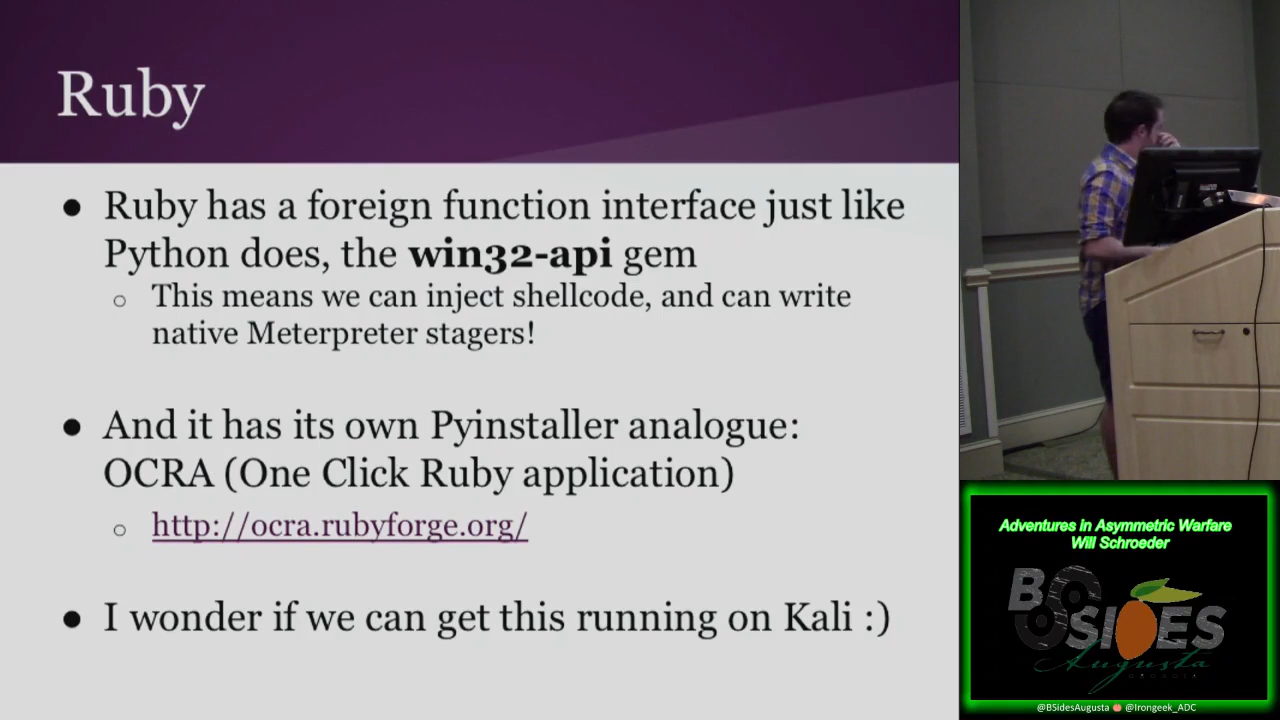 Ruby
● Ruby has a foreign function interface just like
Python does, the win32-api gem
○ This means we can inject shellcode, and can write
native Meterpreter stagers!
● And it has its own Pyinstaller analogue:
OCRA (One Click Ruby application)
○ http://ocra.rubyforge.org/
● I wonder if we can get this running on Kali :)
Adventures in Asymmetric Warfare
Will Schroeder
BSIDES
Augusta
GEORGIA
@BSidesAugusta @Irongeek_ADC